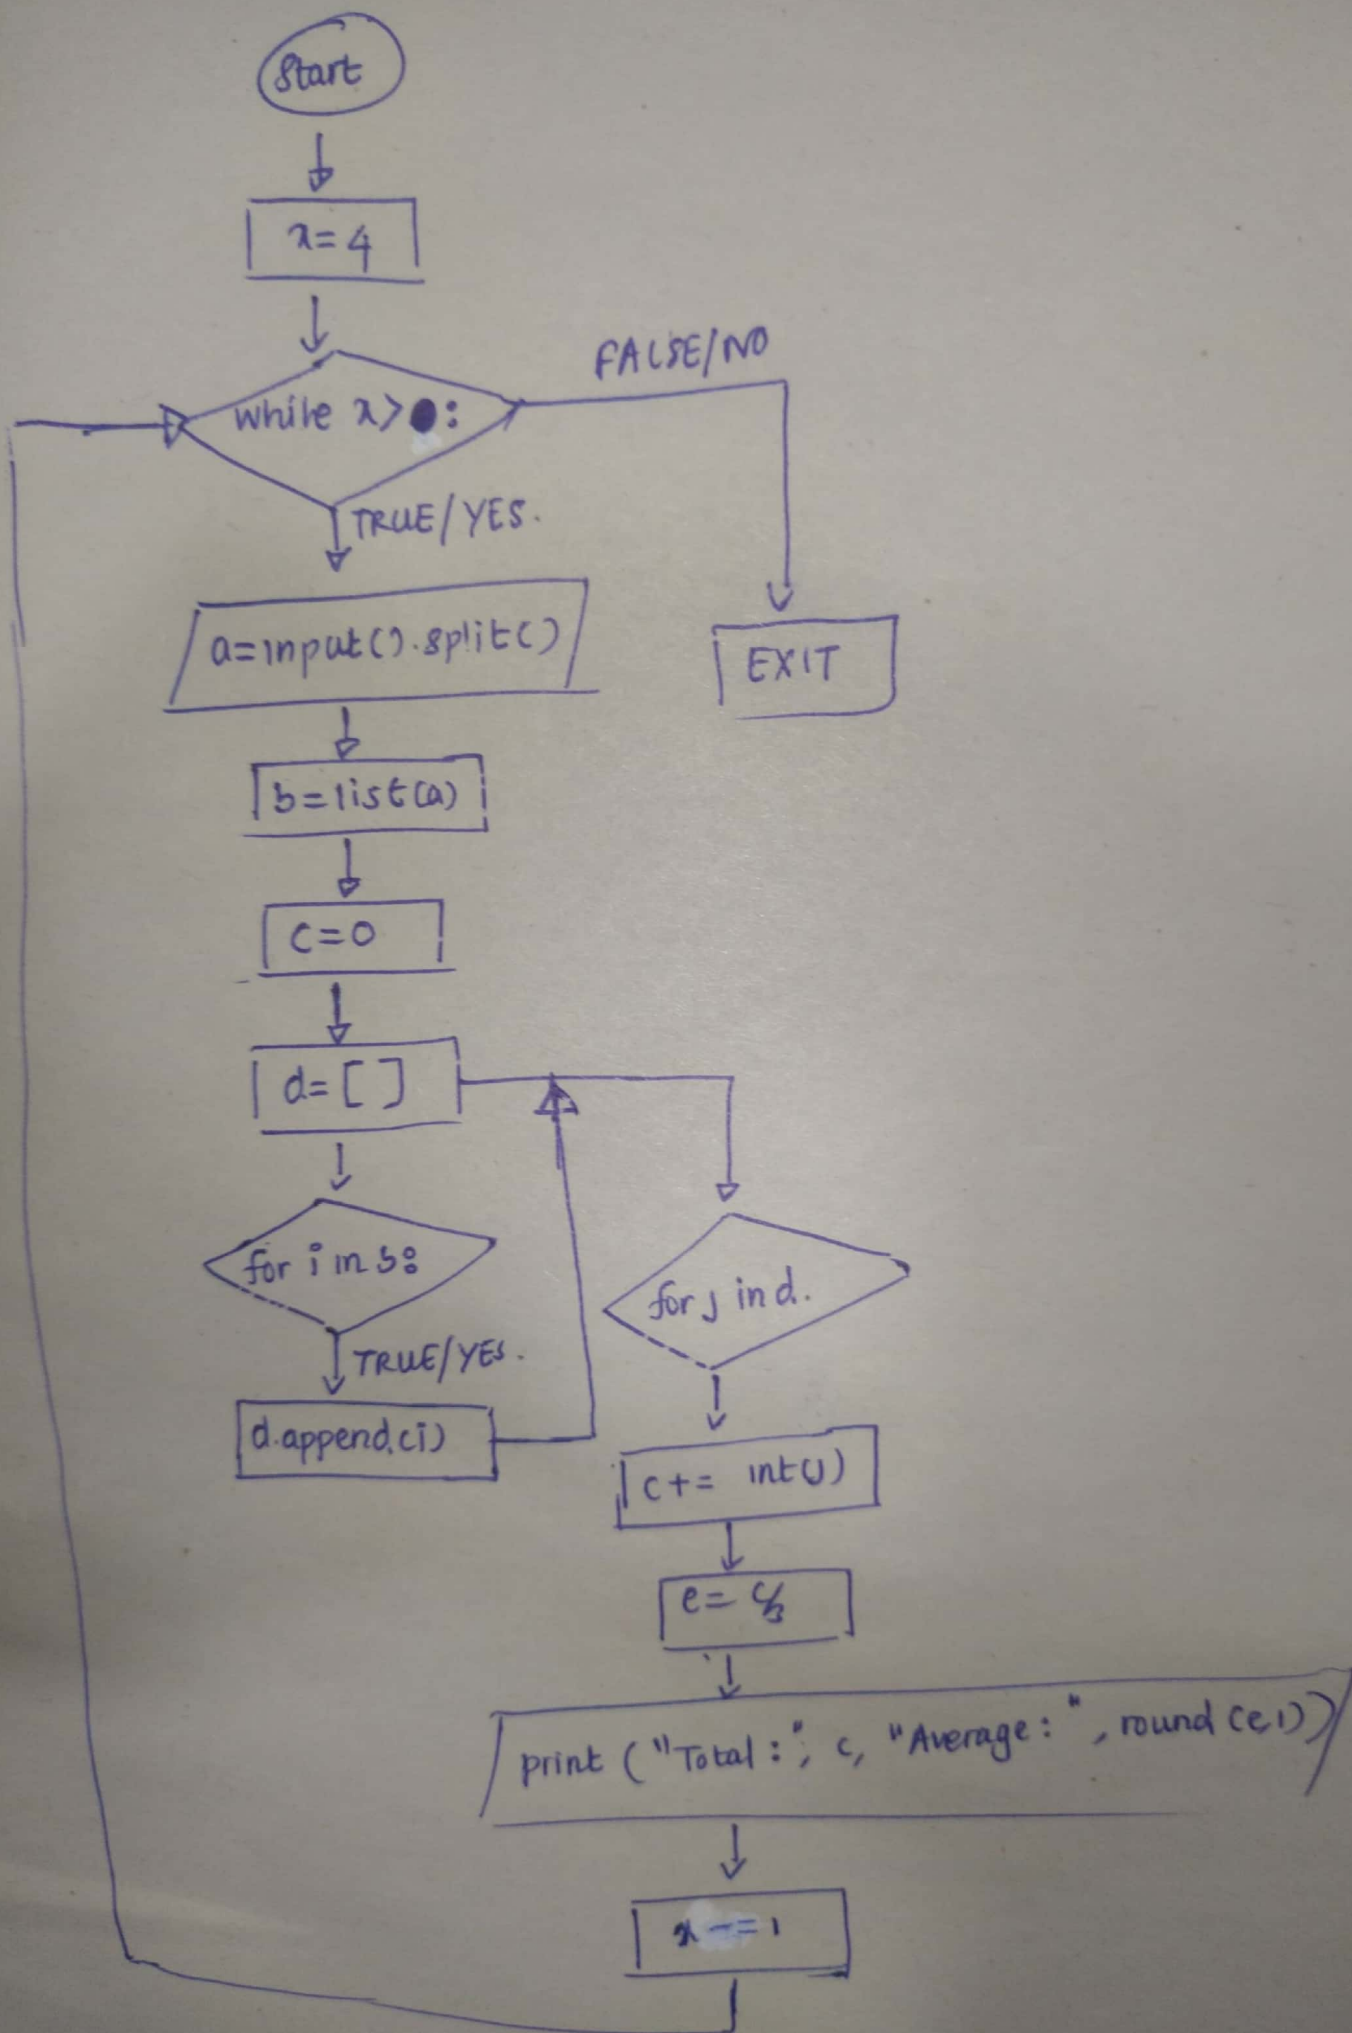 Start
x=4
while x> :
FALSE/NO
TRUE/YES.
a=input().split()
EXIT
b=list(a)
c=0
d=[]
for i in b:
for j in d.
TRUE/YES.
d.append(i)
c+= int(j)
e= c/3
print ("Total:", c, "Average:", round(e,1))
x-=1